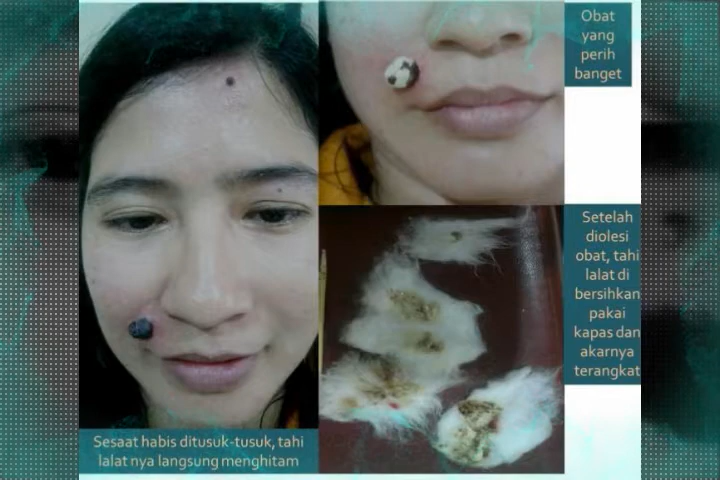 Obat
yang
perih
banget
Setelah
diolesi
obat, tahi
lalat di
bersihkan
pakai
kapas dan
akarnya
terangkat
Sesaat habis ditusuk-tusuk, tahi
lalat nya langsung menghitam